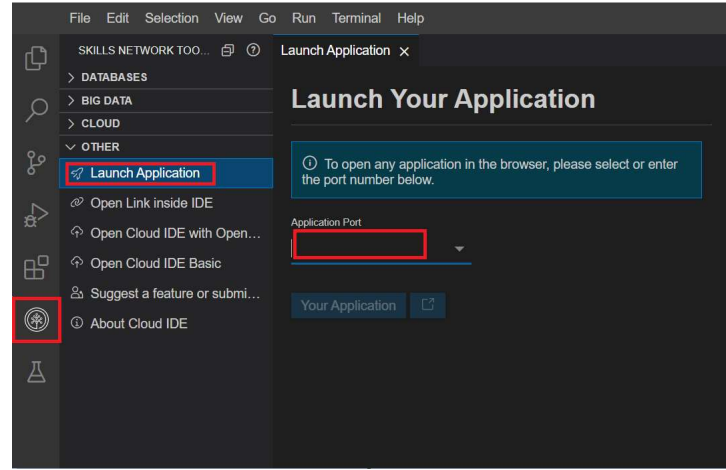 File Edit Selection View Go Run Terminal Help
SKILLS NETWORK TOO...
Launch Application
DATABASES
BIG DATA
CLOUD
OTHER
Launch Application
Open Link inside IDE
Open Cloud IDE with Open...
Open Cloud IDE Basic
Suggest a feature or submi...
About Cloud IDE
Launch Your Application
To open any application in the browser, please select or enter
the port number below.
Application Port
Your Application